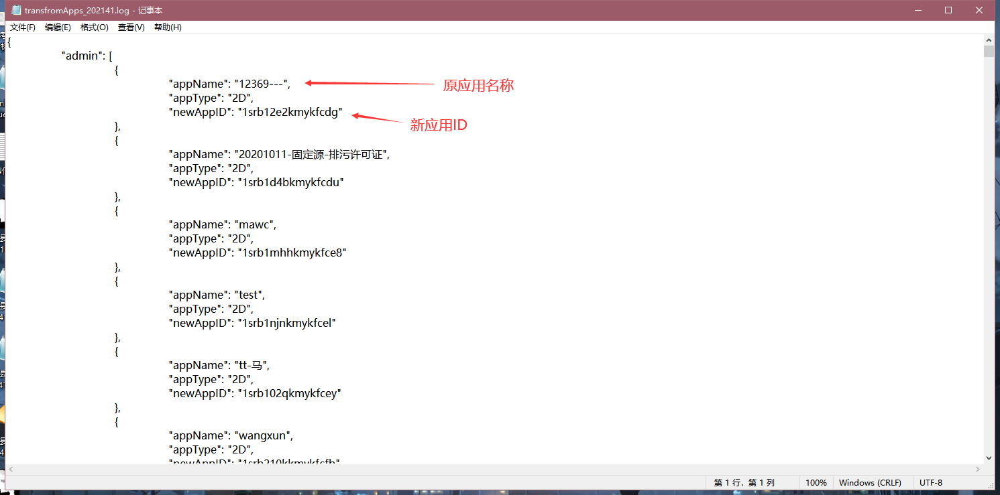 transfromApps_202141.log - 记事本
文件(F) 编辑(E) 格式(O) 查看(V) 帮助(H)
{
"admin": [
{
"appName": "12369---",
原应用名称
"appType": "2D",
"newAppID": "1srb12e2kmykfcdg"
新应用ID
},
{
"appName": "20201011-固定源-排污许可证",
"appType": "2D",
"newAppID": "1srb1d4bkmykfcdu"
},
{
"appName": "mawc",
"appType": "2D",
"newAppID": "1srb1mhhkmykfce8"
},
{
"appName": "test",
"appType": "2D",
"newAppID": "1srb1njnkmykfcel"
},
{
"appName": "tt-马",
"appType": "2D",
"newAppID": "1srb102qkmykfcey"
},
{
"appName": "wangxun",
"appType": "2D",
"newAppID": "1srb210kkmykfcfb"
第 1 行，第 1 列 100% Windows (CRLF) UTF-8